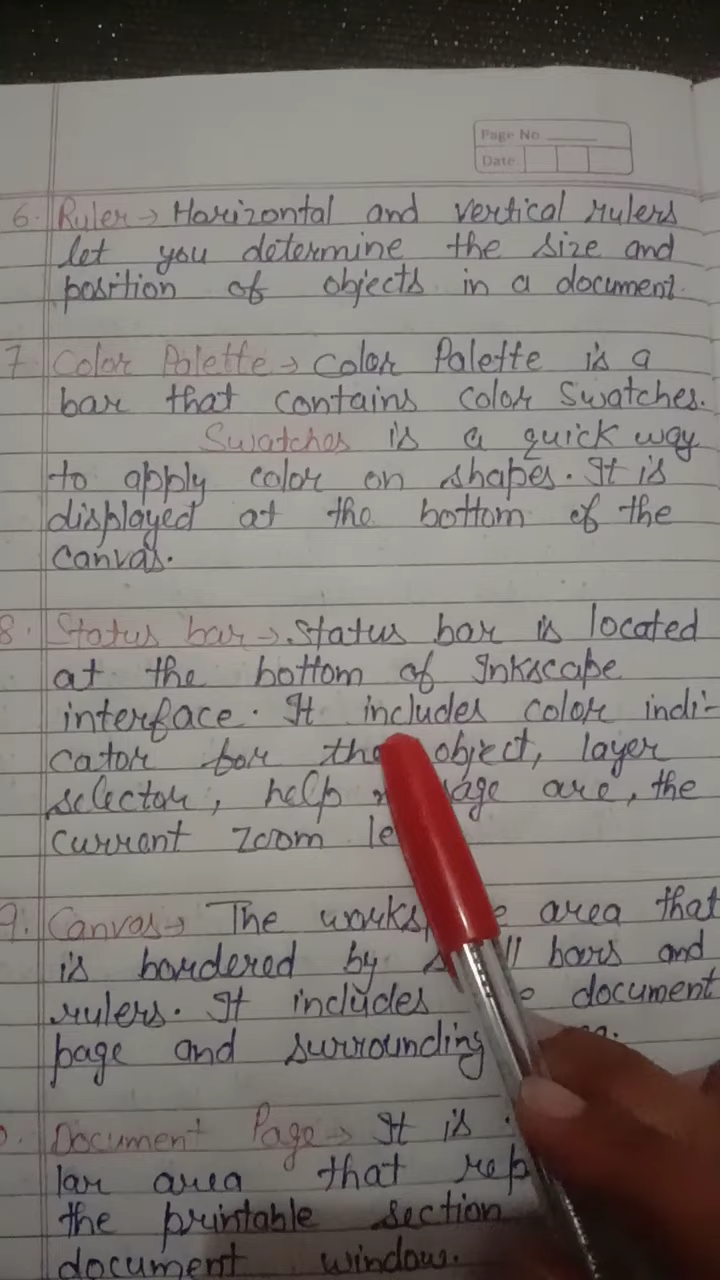 Page No
Date
6. Ruler → Horizontal and vertical rulers
let you determine the size and
position of objects in a document.
7 Color Palette → Color Palette is a
bar that contains color Swatches.
Swatches is a quick way
to apply color on shapes. It is
displayed at the bottom of the
canvas.
8. Status bar → Status bar is located
at the bottom of Inkscape
interface. It includes color indi-
cator for the object, layer
selector, help are, the
current zoom
9. Canvas → The area that
is bordered by bars and
rulers. It includes document
page and surrounding
Document Page → It is
lar area that
the printable section
document window.